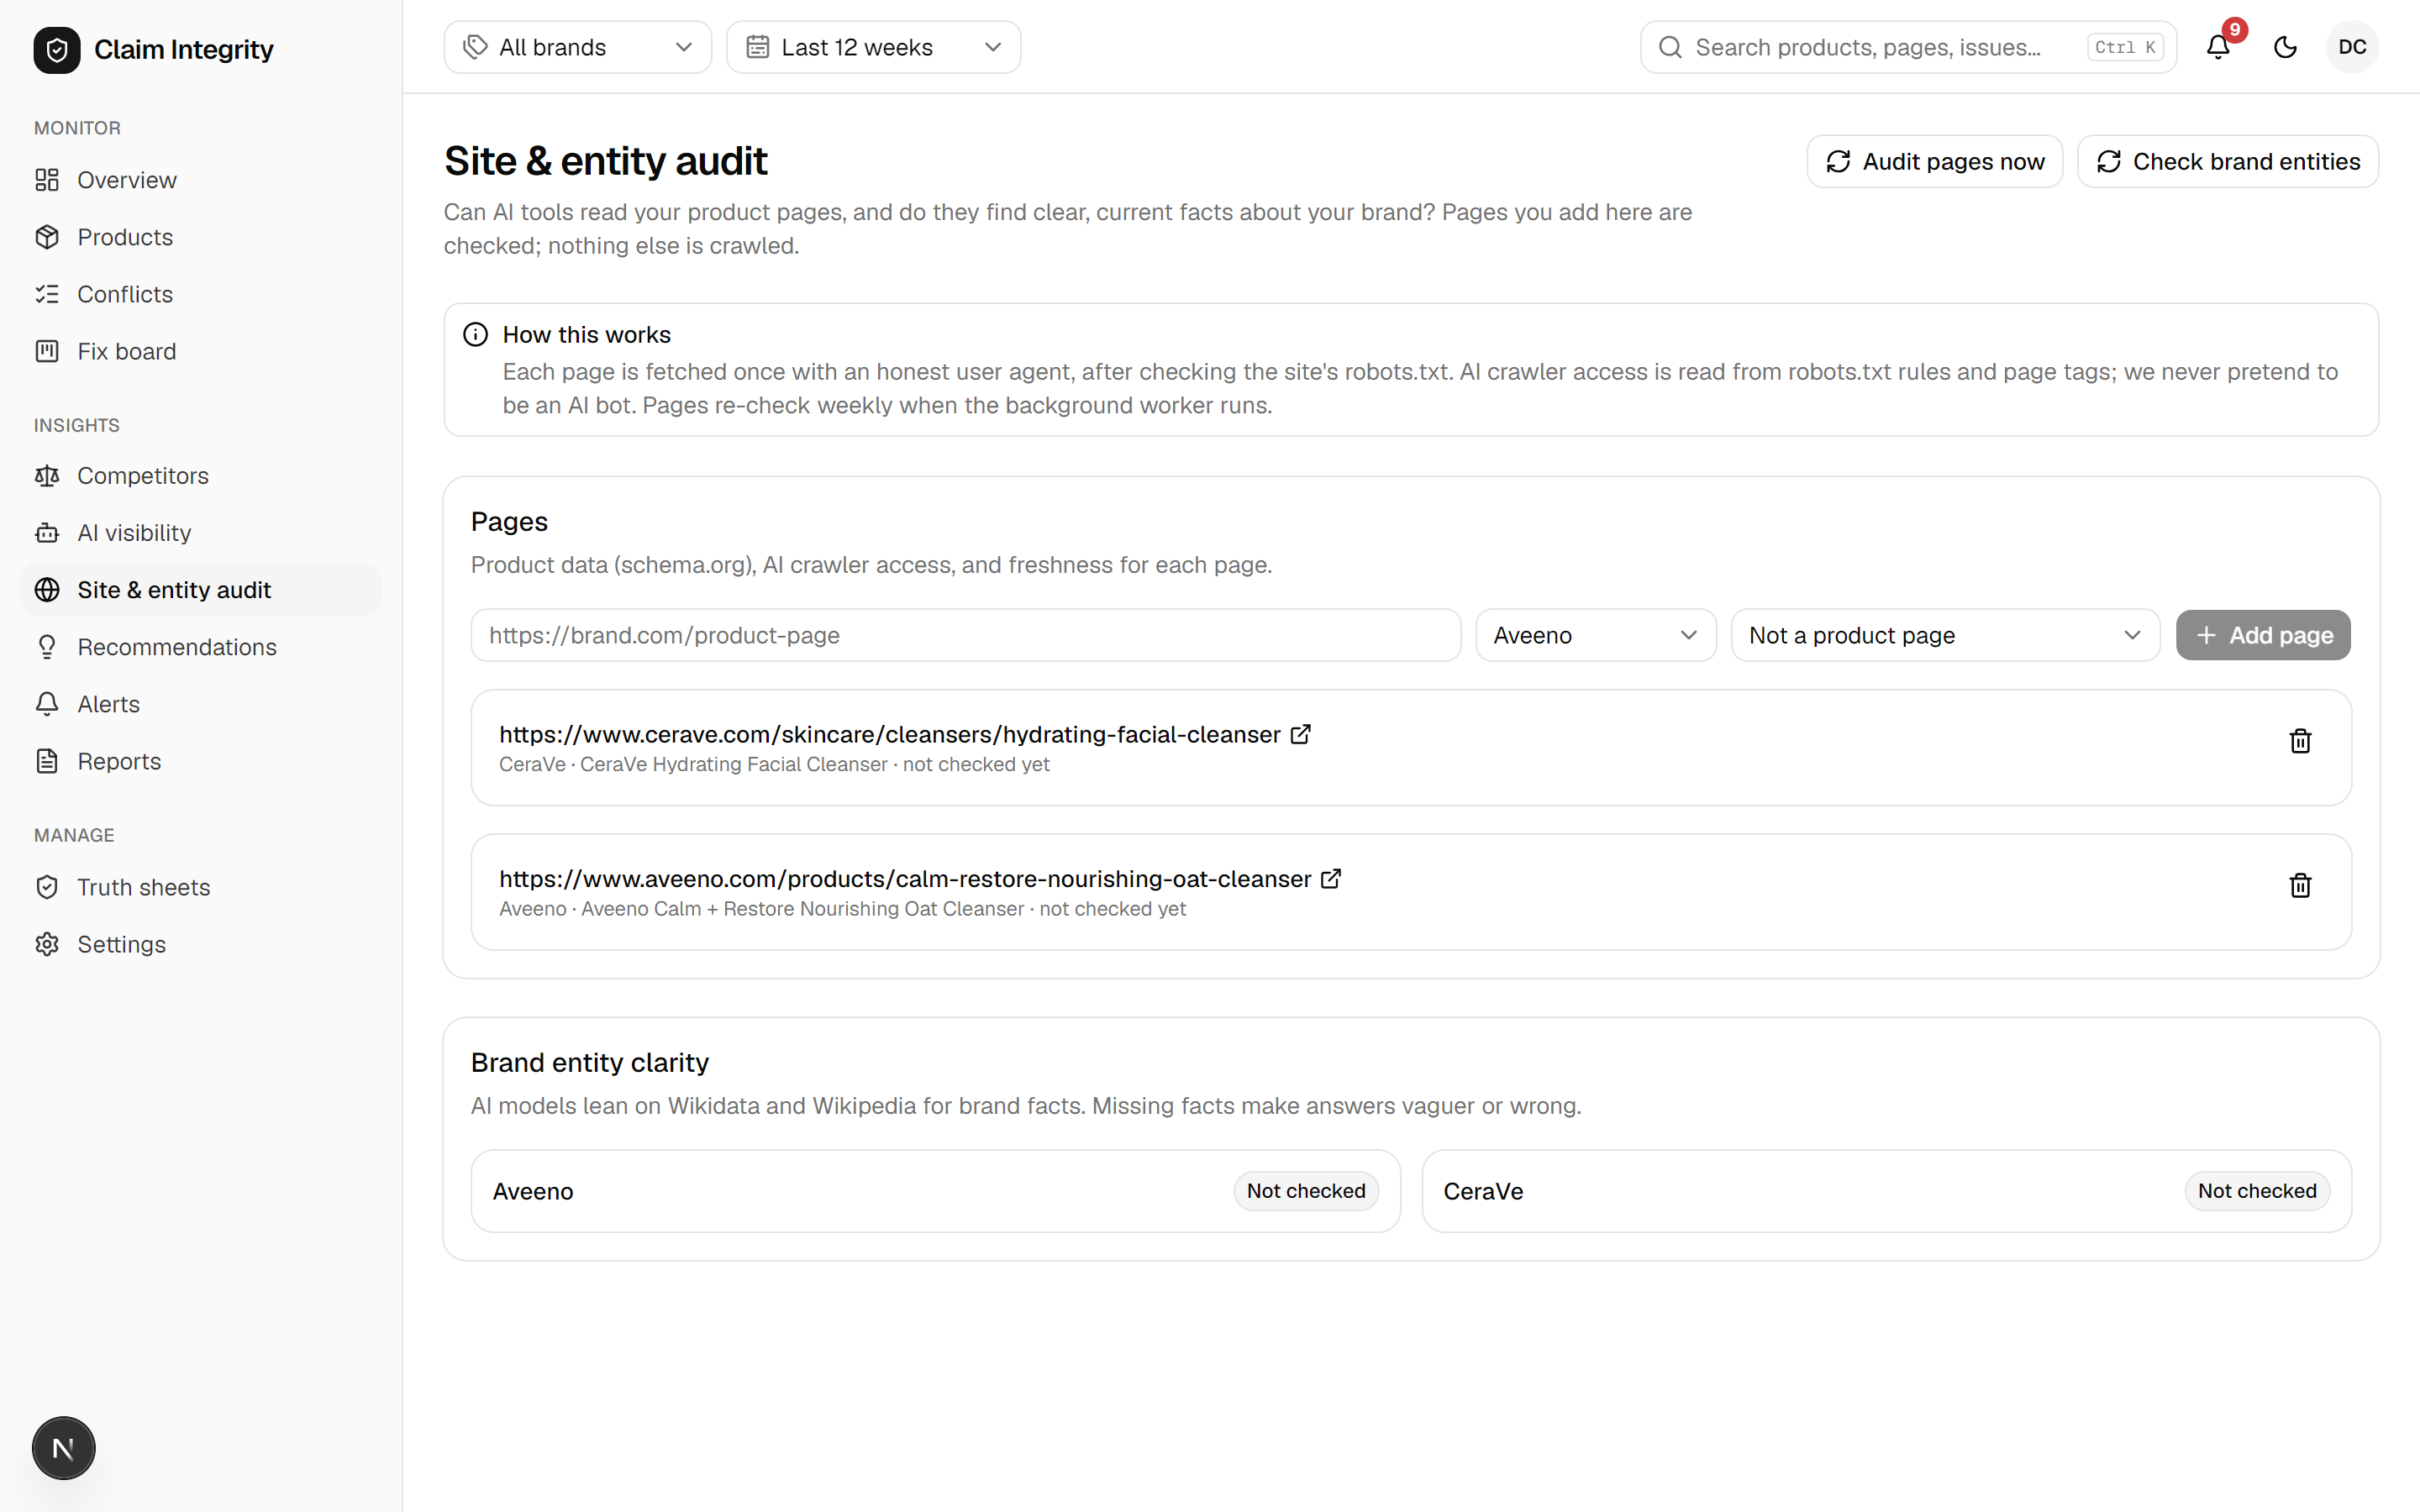 Claim Integrity
All brands
Last 12 weeks
Search products, pages, issues...
Ctrl K
9
DC
MONITOR
Overview
Products
Conflicts
Fix board
INSIGHTS
Competitors
AI visibility
Site & entity audit
Recommendations
Alerts
Reports
MANAGE
Truth sheets
Settings
N
Site & entity audit
Audit pages now
Check brand entities
Can AI tools read your product pages, and do they find clear, current facts about your brand? Pages you add here are
checked; nothing else is crawled.
How this works
Each page is fetched once with an honest user agent, after checking the site's robots.txt. AI crawler access is read from robots.txt rules and page tags; we never pretend to
be an AI bot. Pages re-check weekly when the background worker runs.
Pages
Product data (schema.org), AI crawler access, and freshness for each page.
https://brand.com/product-page
Aveeno
Not a product page
+ Add page
https://www.cerave.com/skincare/cleansers/hydrating-facial-cleanser
CeraVe · CeraVe Hydrating Facial Cleanser · not checked yet
https://www.aveeno.com/products/calm-restore-nourishing-oat-cleanser
Aveeno · Aveeno Calm + Restore Nourishing Oat Cleanser · not checked yet
Brand entity clarity
AI models lean on Wikidata and Wikipedia for brand facts. Missing facts make answers vaguer or wrong.
Aveeno
Not checked
CeraVe
Not checked